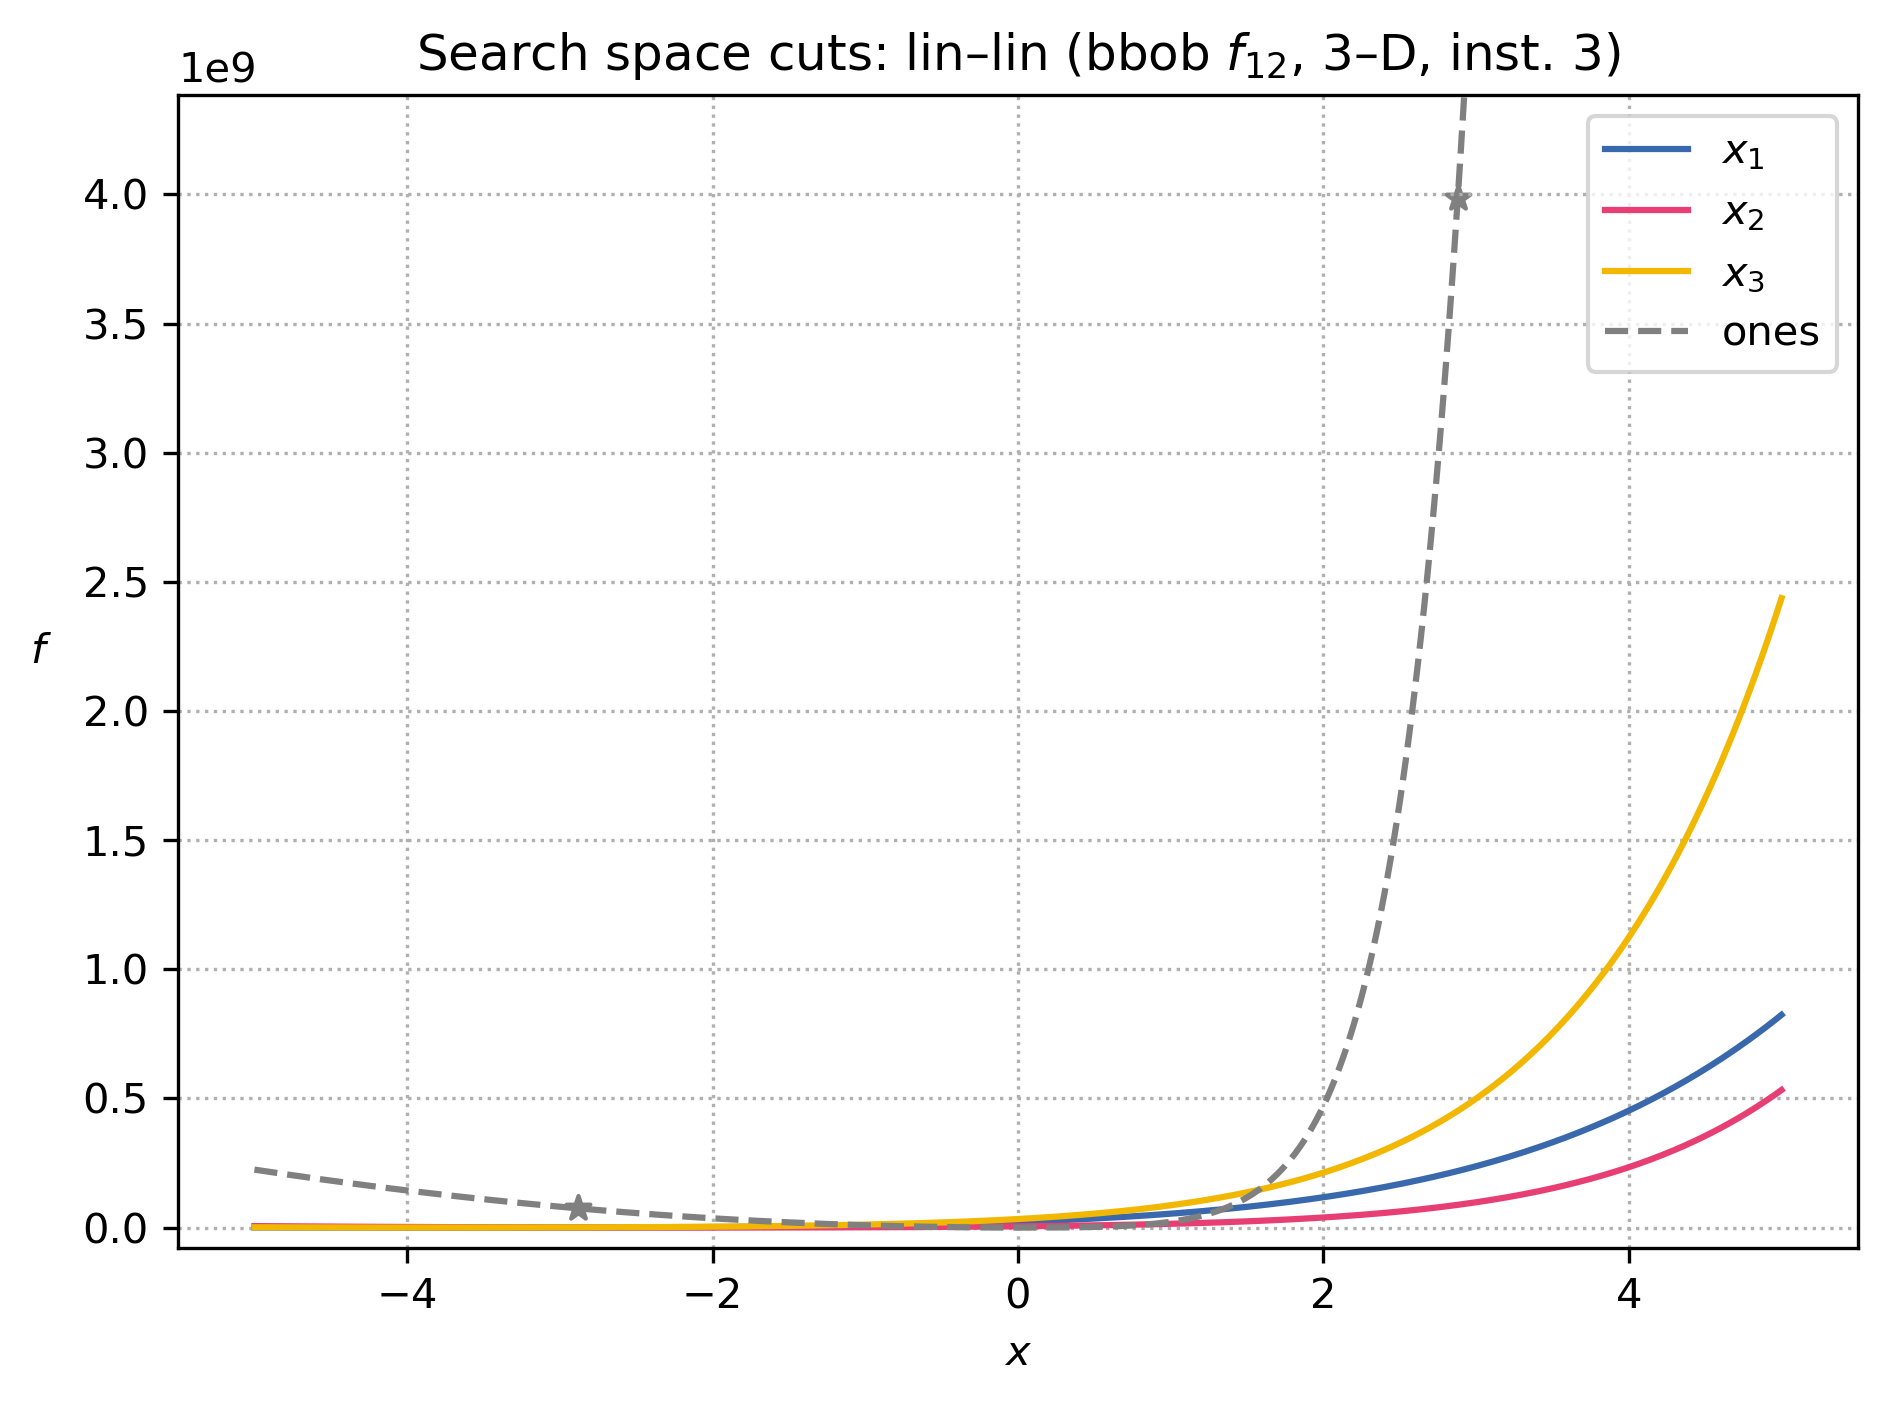 Search space cuts: lin–lin (bbob f₁₂, 3–D, inst. 3)
1e9
x₁
x₂
x₃
ones
4.0
3.5
3.0
2.5
2.0
1.5
1.0
0.5
0.0
f
−4 −2 0 2 4
x